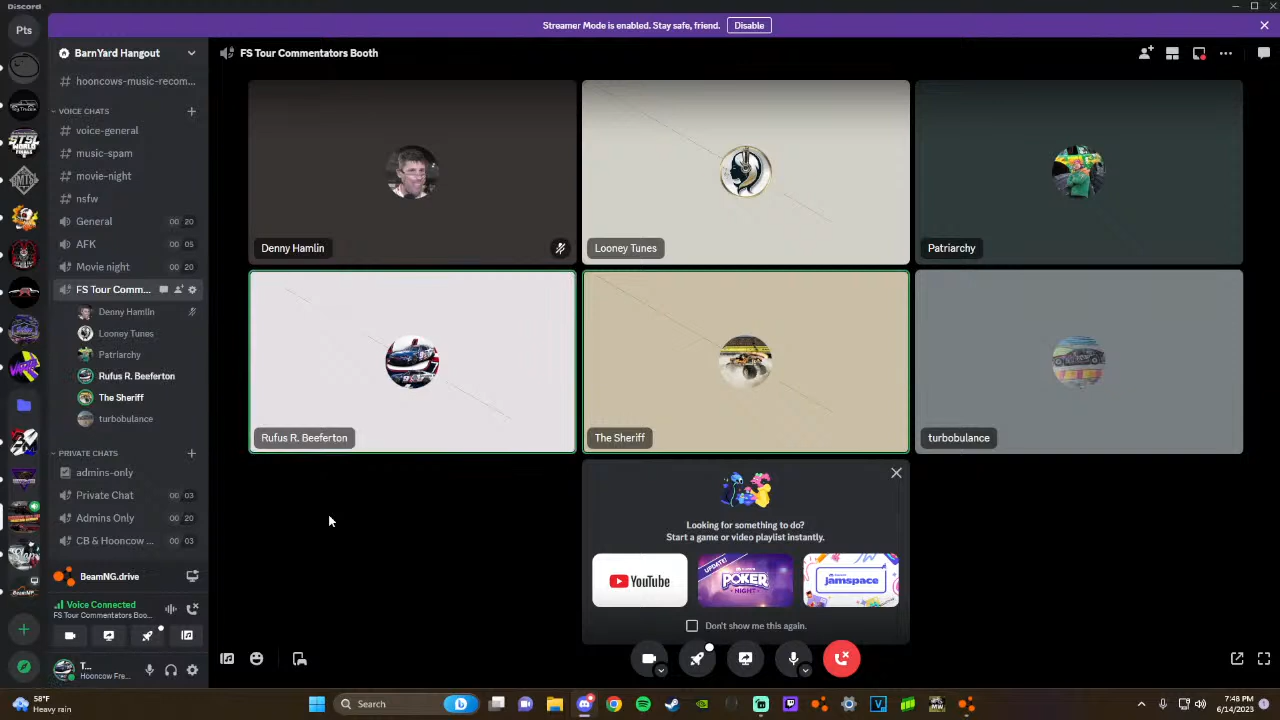 Discord
Streamer Mode is enabled. Stay safe, friend.
Disable
Pts
BarnYard Hangout
FS Tour Commentators Booth
hooncows-music-recom...
VOICE CHATS
voice-general
music-spam
movie-night
nsfw
General
00 20
AFK
00 05
Movie night
00 20
FS Tour Comm...
Denny Hamlin
Looney Tunes
Patriarchy
Rufus R. Beeferton
The Sheriff
turbobulance
PRIVATE CHATS
admins-only
Private Chat
00 03
Admins Only
00 20
CB & Hooncow ...
00 03
BeamNG.drive
Voice Connected
FS Tour Commentators Boo...
T...
Hooncow Fre...
Denny Hamlin
Looney Tunes
Patriarchy
Rufus R. Beeferton
The Sheriff
turbobulance
Looking for something to do?
Start a game or video playlist instantly.
YouTube
UPDATE!
POKER
NIGHT
jamspace
Don't show me this again.
58°F
Heavy rain
Search
7:48 PM
6/14/2023